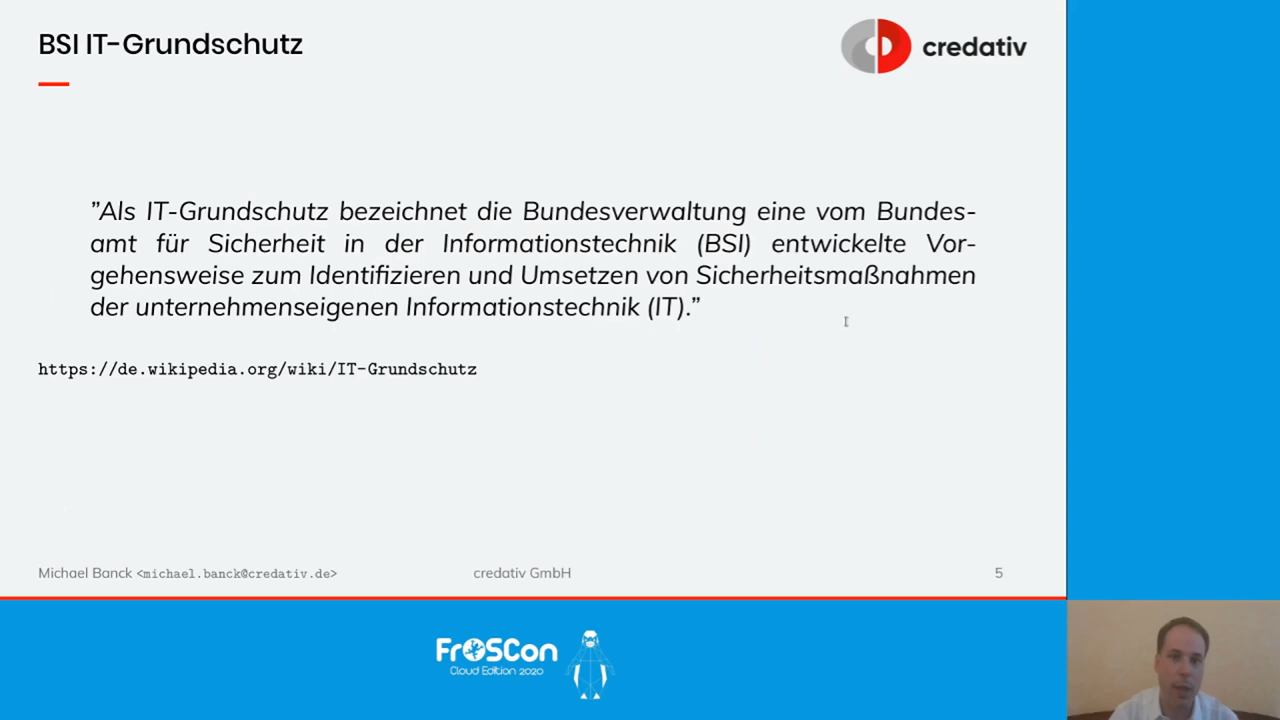 BSI IT-Grundschutz
credativ
”Als IT-Grundschutz bezeichnet die Bundesverwaltung eine vom Bundes-
amt für Sicherheit in der Informationstechnik (BSI) entwickelte Vor-
gehensweise zum Identifizieren und Umsetzen von Sicherheitsmaßnahmen
der unternehmenseigenen Informationstechnik (IT).”
https://de.wikipedia.org/wiki/IT-Grundschutz
Michael Banck <michael.banck@credativ.de> credativ GmbH 5
FrOSCon
Cloud Edition 2020